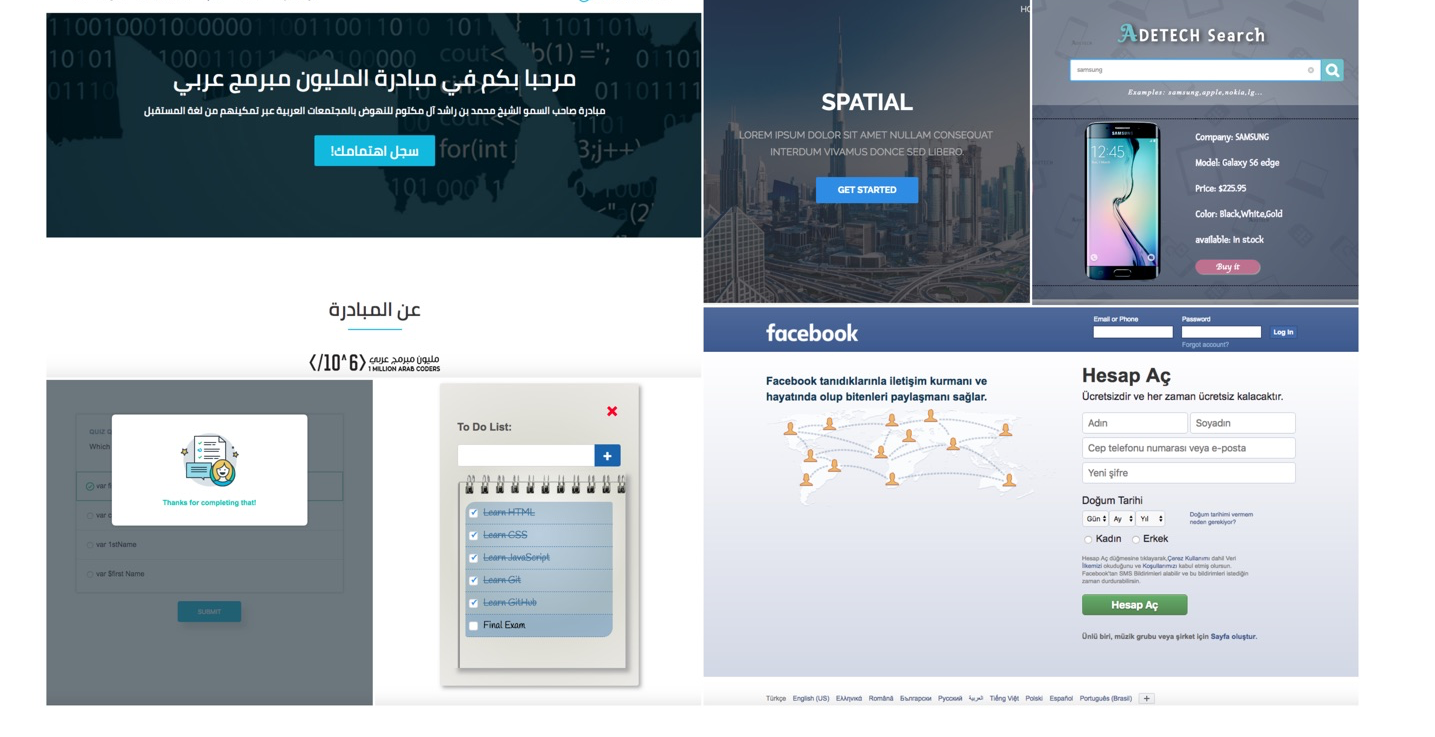 مرحبا بكم في مبادرة المليون مبرمج عربي
مبادرة صاحب السمو الشيخ محمد بن راشد آل مكتوم للنهوض بالمجتمعات العربية عبر تمكينهم من لغة المستقبل
سجل اهتمامك!
cout<
"b(1) =";
for(int j
3;j++)
عن المبادرة
</10^6>
مليون مبرمج عربي
1 MILLION ARAB CODERS
SPATIAL
LOREM IPSUM DOLOR SIT AMET NULLAM CONSEQUAT
INTERDUM VIVAMUS DONCE SED LIBERO.
GET STARTED
ADETECH Search
samsung
Examples: samsung,apple,nokia,lg...
SAMSUNG
12:45
Company: SAMSUNG
Model: Galaxy S6 edge
Price: $225.95
Color: Black,White,Gold
available: In stock
Buy it
Which
Thanks for completing that!
var 1stName
var $first Name
SUBMIT
To Do List:
+
Learn HTML
Learn CSS
Learn JavaScript
Learn Git
Learn GitHub
Final Exam
facebook
Email or Phone
Password
Log In
Forgot account?
Facebook tanıdıklarınla iletişim kurmanı ve
hayatında olup bitenleri paylaşmanı sağlar.
Hesap Aç
Ücretsizdir ve her zaman ücretsiz kalacaktır.
Adın Soyadın
Cep telefonu numarası veya e-posta
Yeni şifre
Doğum Tarihi
Gün Ay Yıl
Doğum tarihimi vermem
neden gerekiyor?
Kadın Erkek
Hesap Aç düğmesine tıklayarak,Çerez Kullanımı dahil Veri
İlkemizi okuduğunu ve Koşullarımızı kabul etmiş olursun.
Facebook'tan SMS Bildirimleri alabilir ve bu bildirimleri istediğin
zaman durdurabilirsin.
Hesap Aç
Ünlü biri, müzik grubu veya şirket için Sayfa oluştur.
Türkçe English (US) Ελληνικά Română Български Русский العربية Tiếng Việt Polski Español Português (Brasil) +